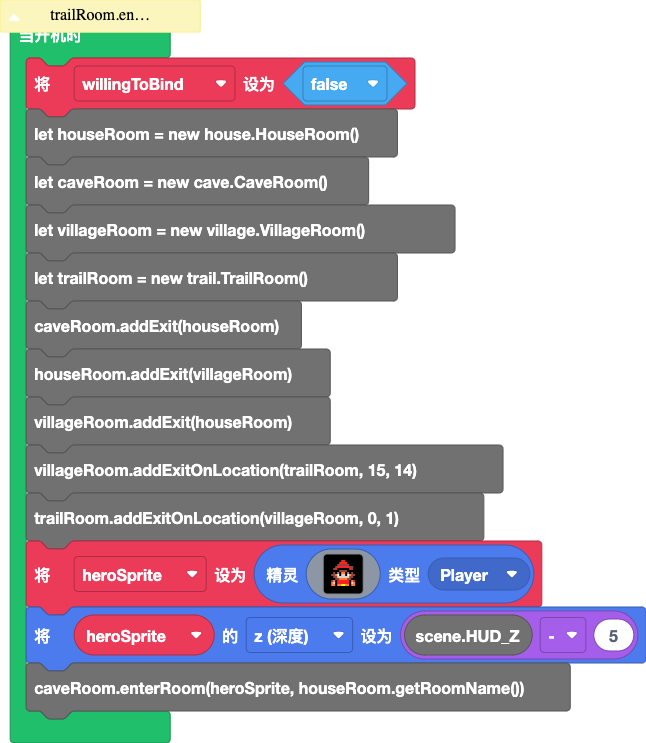 trailRoom.en…
当开机时
将 willingToBind 设为 false
let houseRoom = new house.HouseRoom()
let caveRoom = new cave.CaveRoom()
let villageRoom = new village.VillageRoom()
let trailRoom = new trail.TrailRoom()
caveRoom.addExit(houseRoom)
houseRoom.addExit(villageRoom)
villageRoom.addExit(houseRoom)
villageRoom.addExitOnLocation(trailRoom, 15, 14)
trailRoom.addExitOnLocation(villageRoom, 0, 1)
将 heroSprite 设为 精灵 类型 Player
将 heroSprite 的 z (深度) 设为 scene.HUD_Z - 5
caveRoom.enterRoom(heroSprite, houseRoom.getRoomName())